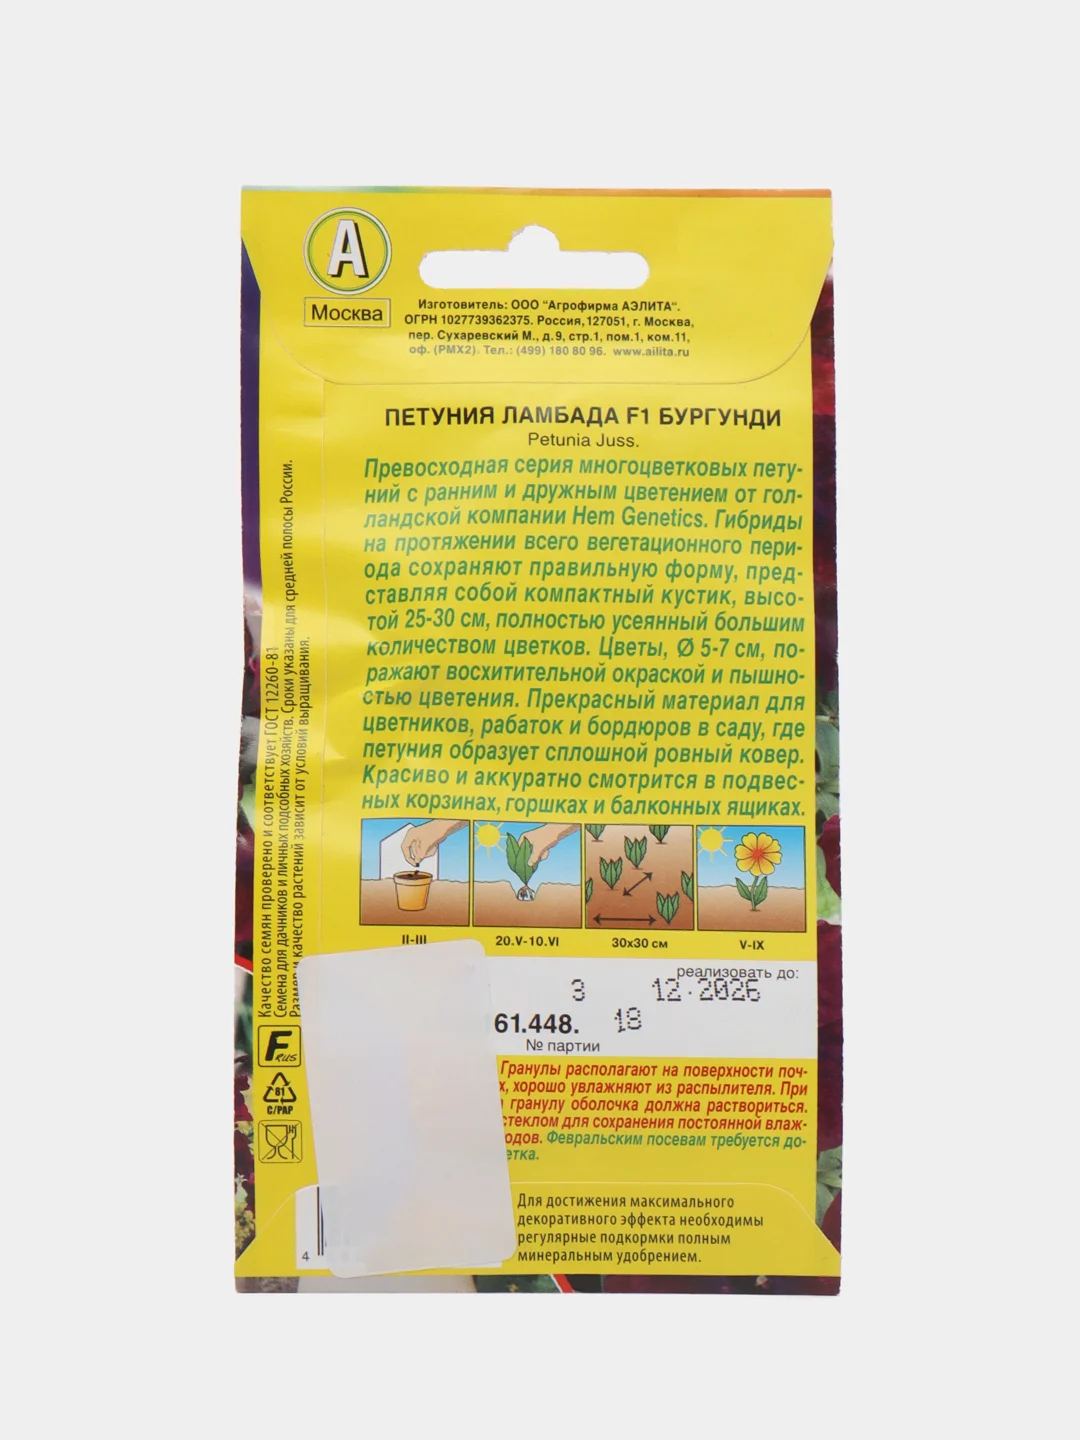 А
Москва
Изготовитель: ООО "Агрофирма АЭЛИТА".
ОГРН 1027739362375. Россия,127051, г. Москва,
пер. Сухаревский М., д.9, стр.1, пом.1, ком.11,
оф. (РМХ2). Тел.: (499) 180 80 96. www.ailita.ru
ПЕТУНИЯ ЛАМБАДА F1 БУРГУНДИ
Petunia Juss.
Превосходная серия многоцветковых пету-
ний с ранним и дружным цветением от гол-
ландской компании Hem Genetics. Гибриды
на протяжении всего вегетационного пери-
ода сохраняют правильную форму, пред-
ставляя собой компактный кустик, высо-
той 25-30 см, полностью усеянный большим
количеством цветков. Цветы, Ø 5-7 см, по-
ражают восхитительной окраской и пышно-
стью цветения. Прекрасный материал для
цветников, рабаток и бордюров в саду, где
петуния образует сплошной ровный ковер.
Красиво и аккуратно смотрится в подвес-
ных корзинах, горшках и балконных ящиках.
II-III
20.V-10.VI
30x30 см
V-IX
реализовать до:
3
12.2026
61.448.
18
№ партии
Гранулы располагают на поверхности поч-
хорошо увлажняют из распылителя. При
гранулу оболочка должна раствориться.
стеклом для сохранения постоянной влаж-
Февральским посевам требуется до-
Для достижения максимального
декоративного эффекта необходимы
регулярные подкормки полным
минеральным удобрением.
Качество семян проверено и соответствует ГОСТ 12260-81
Семена для дачников и личных подсобных хозяйств. Сроки указаны для средней полосы России.
Размер и качество растений зависит от условий выращивания.
F RUS
81
C/PAP
4